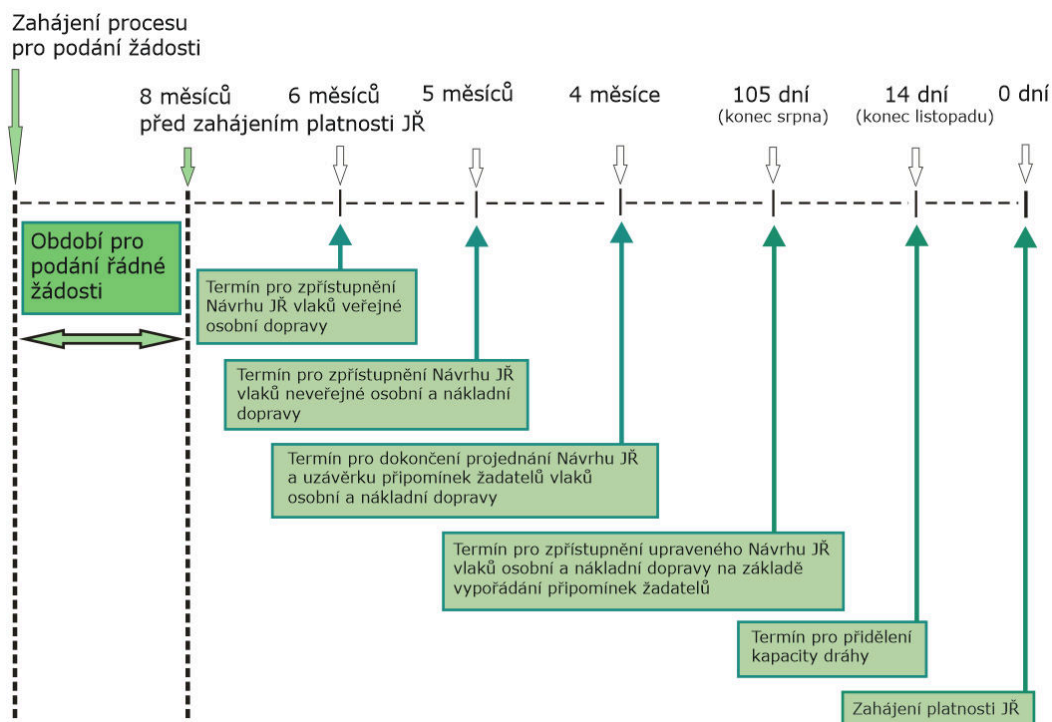 Zahájení procesu
pro podání žádosti
8 měsíců
před zahájením platnosti JŘ
6 měsíců
5 měsíců
4 měsíce
105 dní
(konec srpna)
14 dní
(konec listopadu)
0 dní
Období pro
podání řádné
žádosti
Termín pro zpřístupnění
Návrhu JŘ vlaků veřejné
osobní dopravy
Termín pro zpřístupnění Návrhu JŘ
vlaků neveřejné osobní a nákladní
dopravy
Termín pro dokončení projednání Návrhu JŘ
a uzávěrku připomínek žadatelů vlaků
osobní a nákladní dopravy
Termín pro zpřístupnění upraveného Návrhu JŘ
vlaků osobní a nákladní dopravy na základě
vypořádání připomínek žadatelů
Termín pro přidělení
kapacity dráhy
Zahájení platnosti JŘ